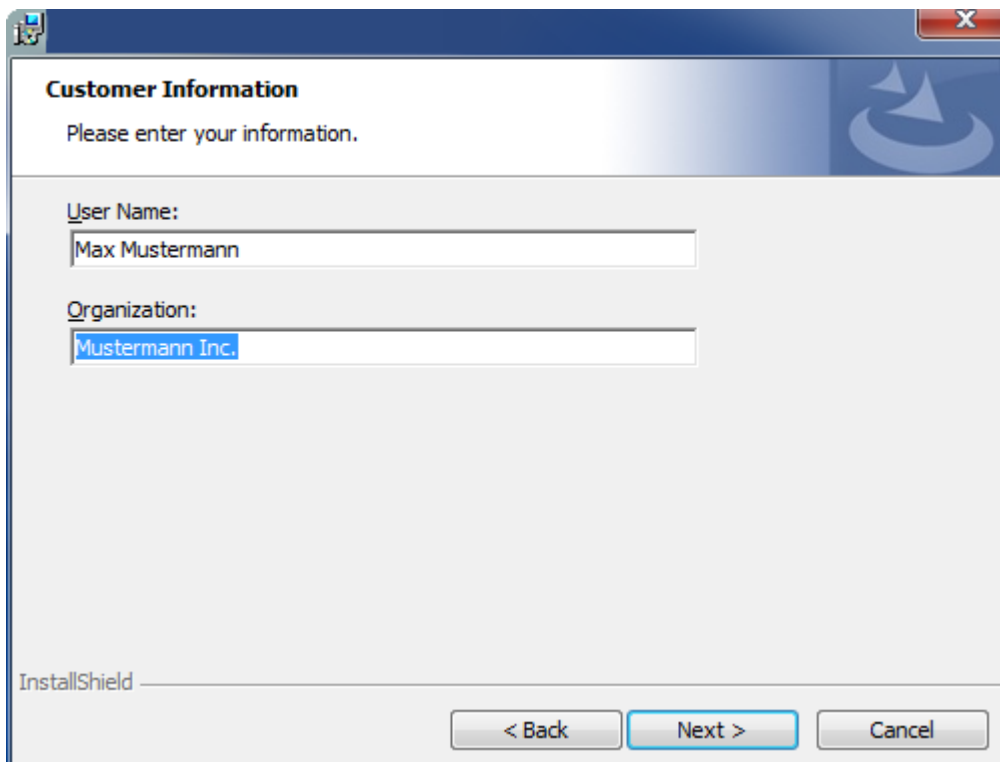 Customer Information
Please enter your information.
User Name:
Max Mustermann
Organization:
Mustermann Inc.
InstallShield
< Back Next > Cancel